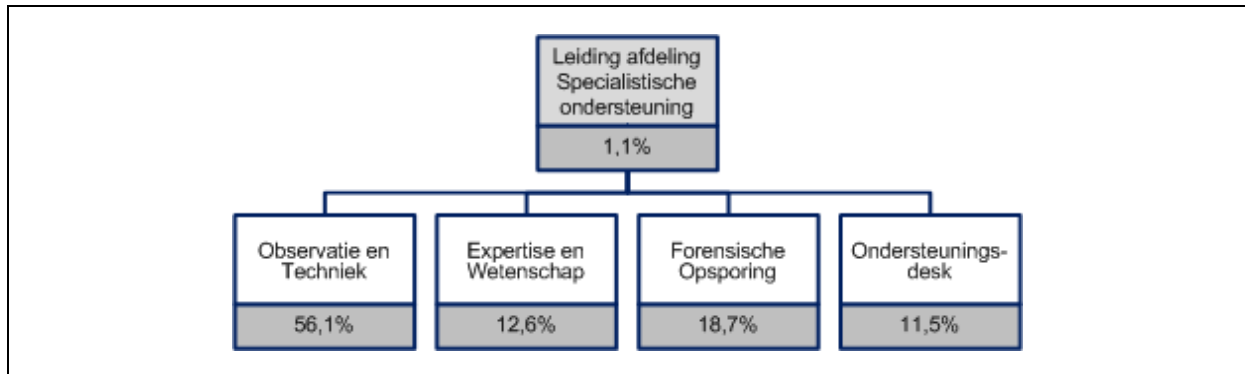 Leiding afdeling
Specialistische
ondersteuning
1,1%
Observatie en
Techniek
56,1%
Expertise en
Wetenschap
12,6%
Forensische
Opsporing
18,7%
Ondersteunings-
desk
11,5%